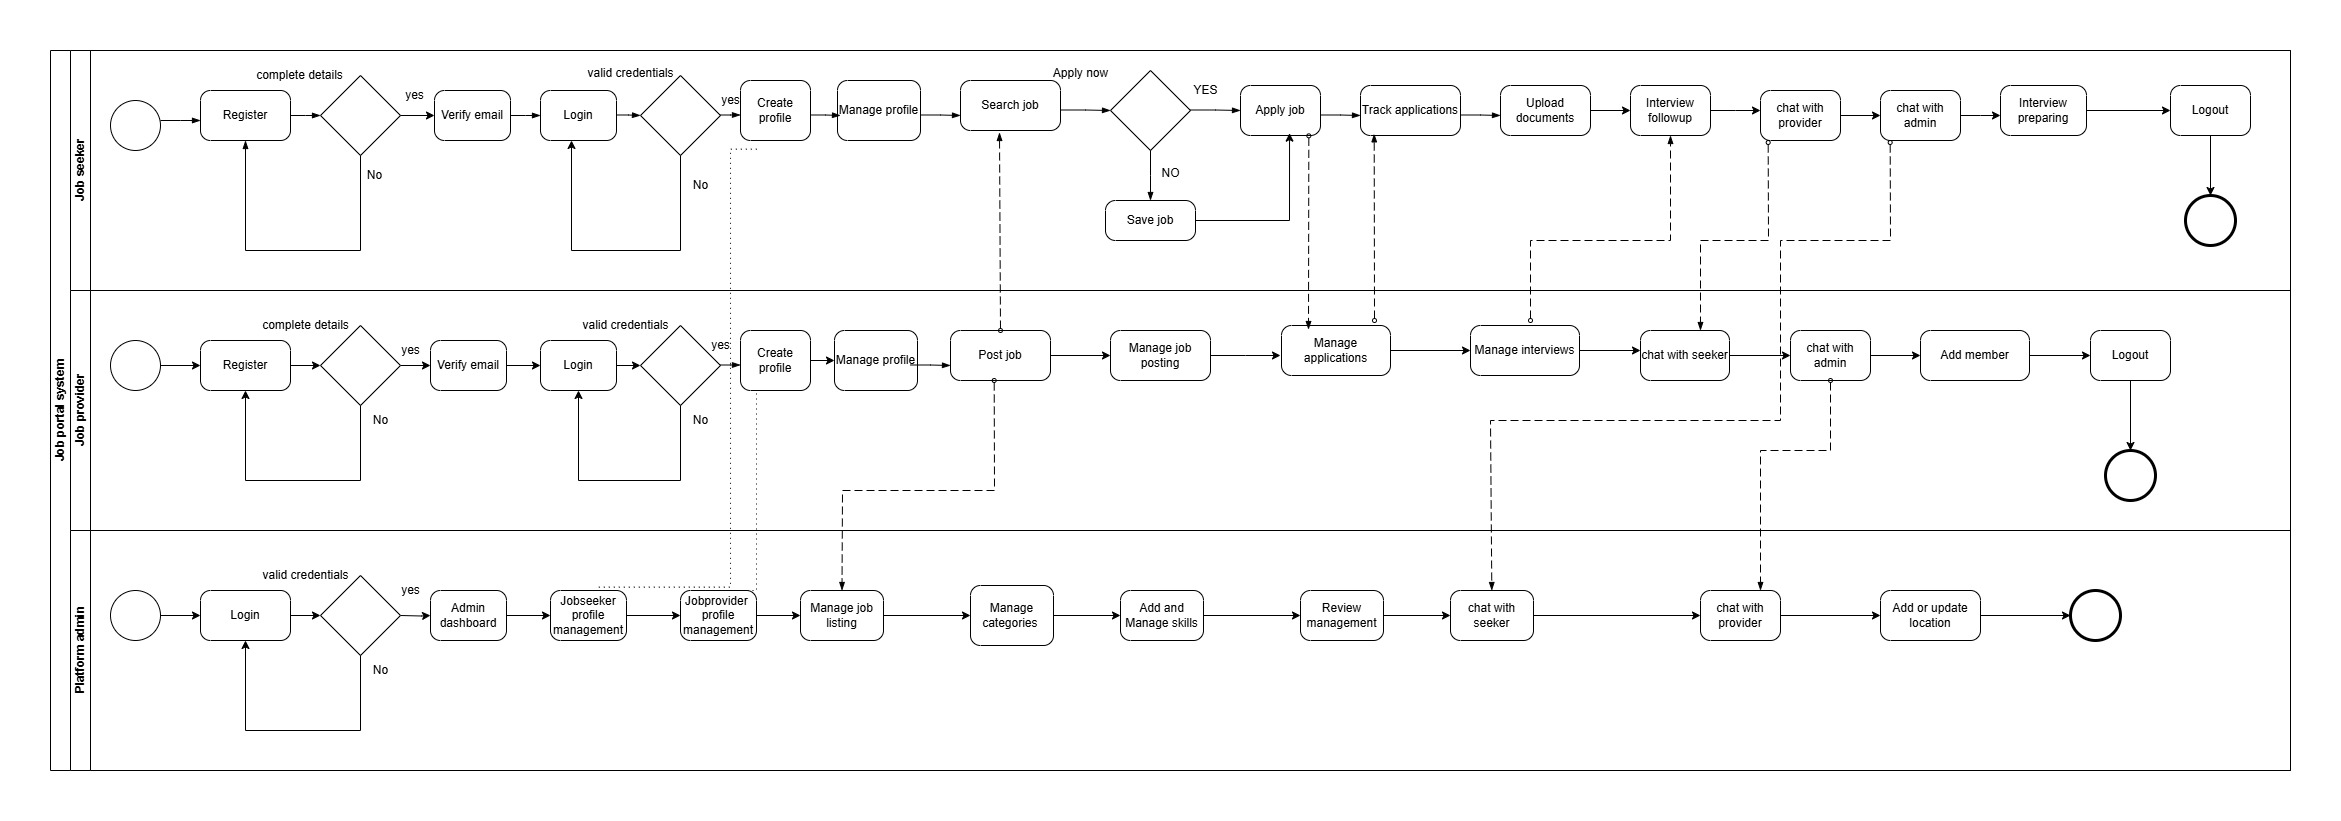 Job portal system
Job seeker
complete details
valid credentials
Apply now
Register
yes
Verify email
Login
yes
Create
profile
Manage profile
Search job
YES
Apply job
Track applications
Upload
documents
Interview
followup
chat with
provider
chat with
admin
Interview
preparing
Logout
No
No
NO
Save job
Job provider
complete details
valid credentials
Register
yes
Verify email
Login
yes
Create
profile
Manage profile
Post job
Manage job
posting
Manage
applications
Manage interviews
chat with seeker
chat with
admin
Add member
Logout
No
No
Platform admin
valid credentials
Login
yes
Admin
dashboard
Jobseeker
profile
management
Jobprovider
profile
management
Manage job
listing
Manage
categories
Add and
Manage skills
Review
management
chat with
seeker
chat with
provider
Add or update
location
No